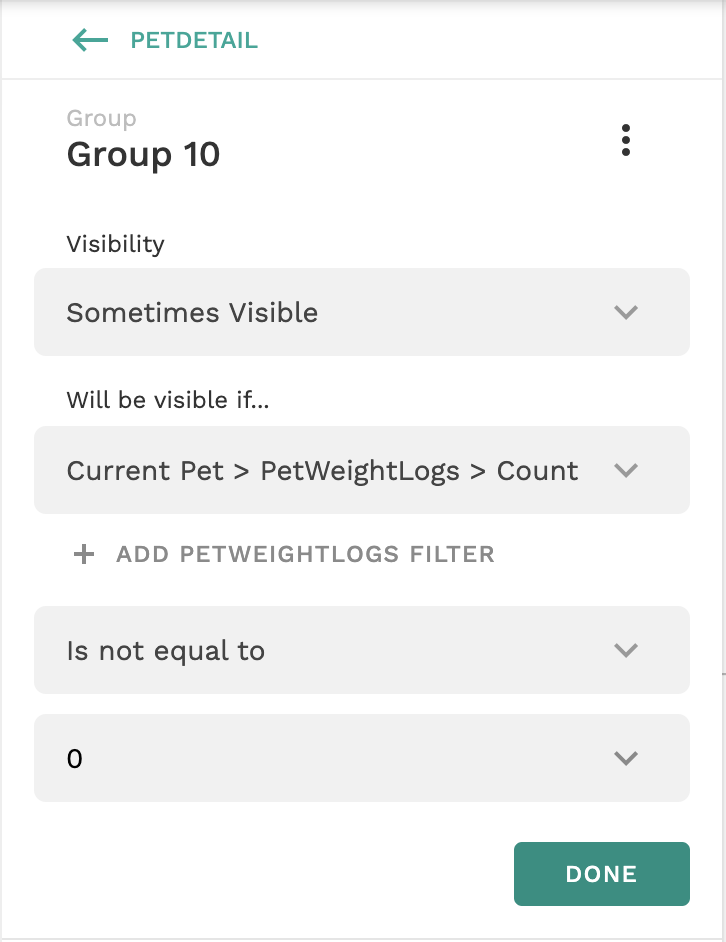 PETDETAIL
Group
Group 10
Visibility
Sometimes Visible
Will be visible if...
Current Pet > PetWeightLogs > Count
+ ADD PETWEIGHTLOGS FILTER
Is not equal to
0
DONE